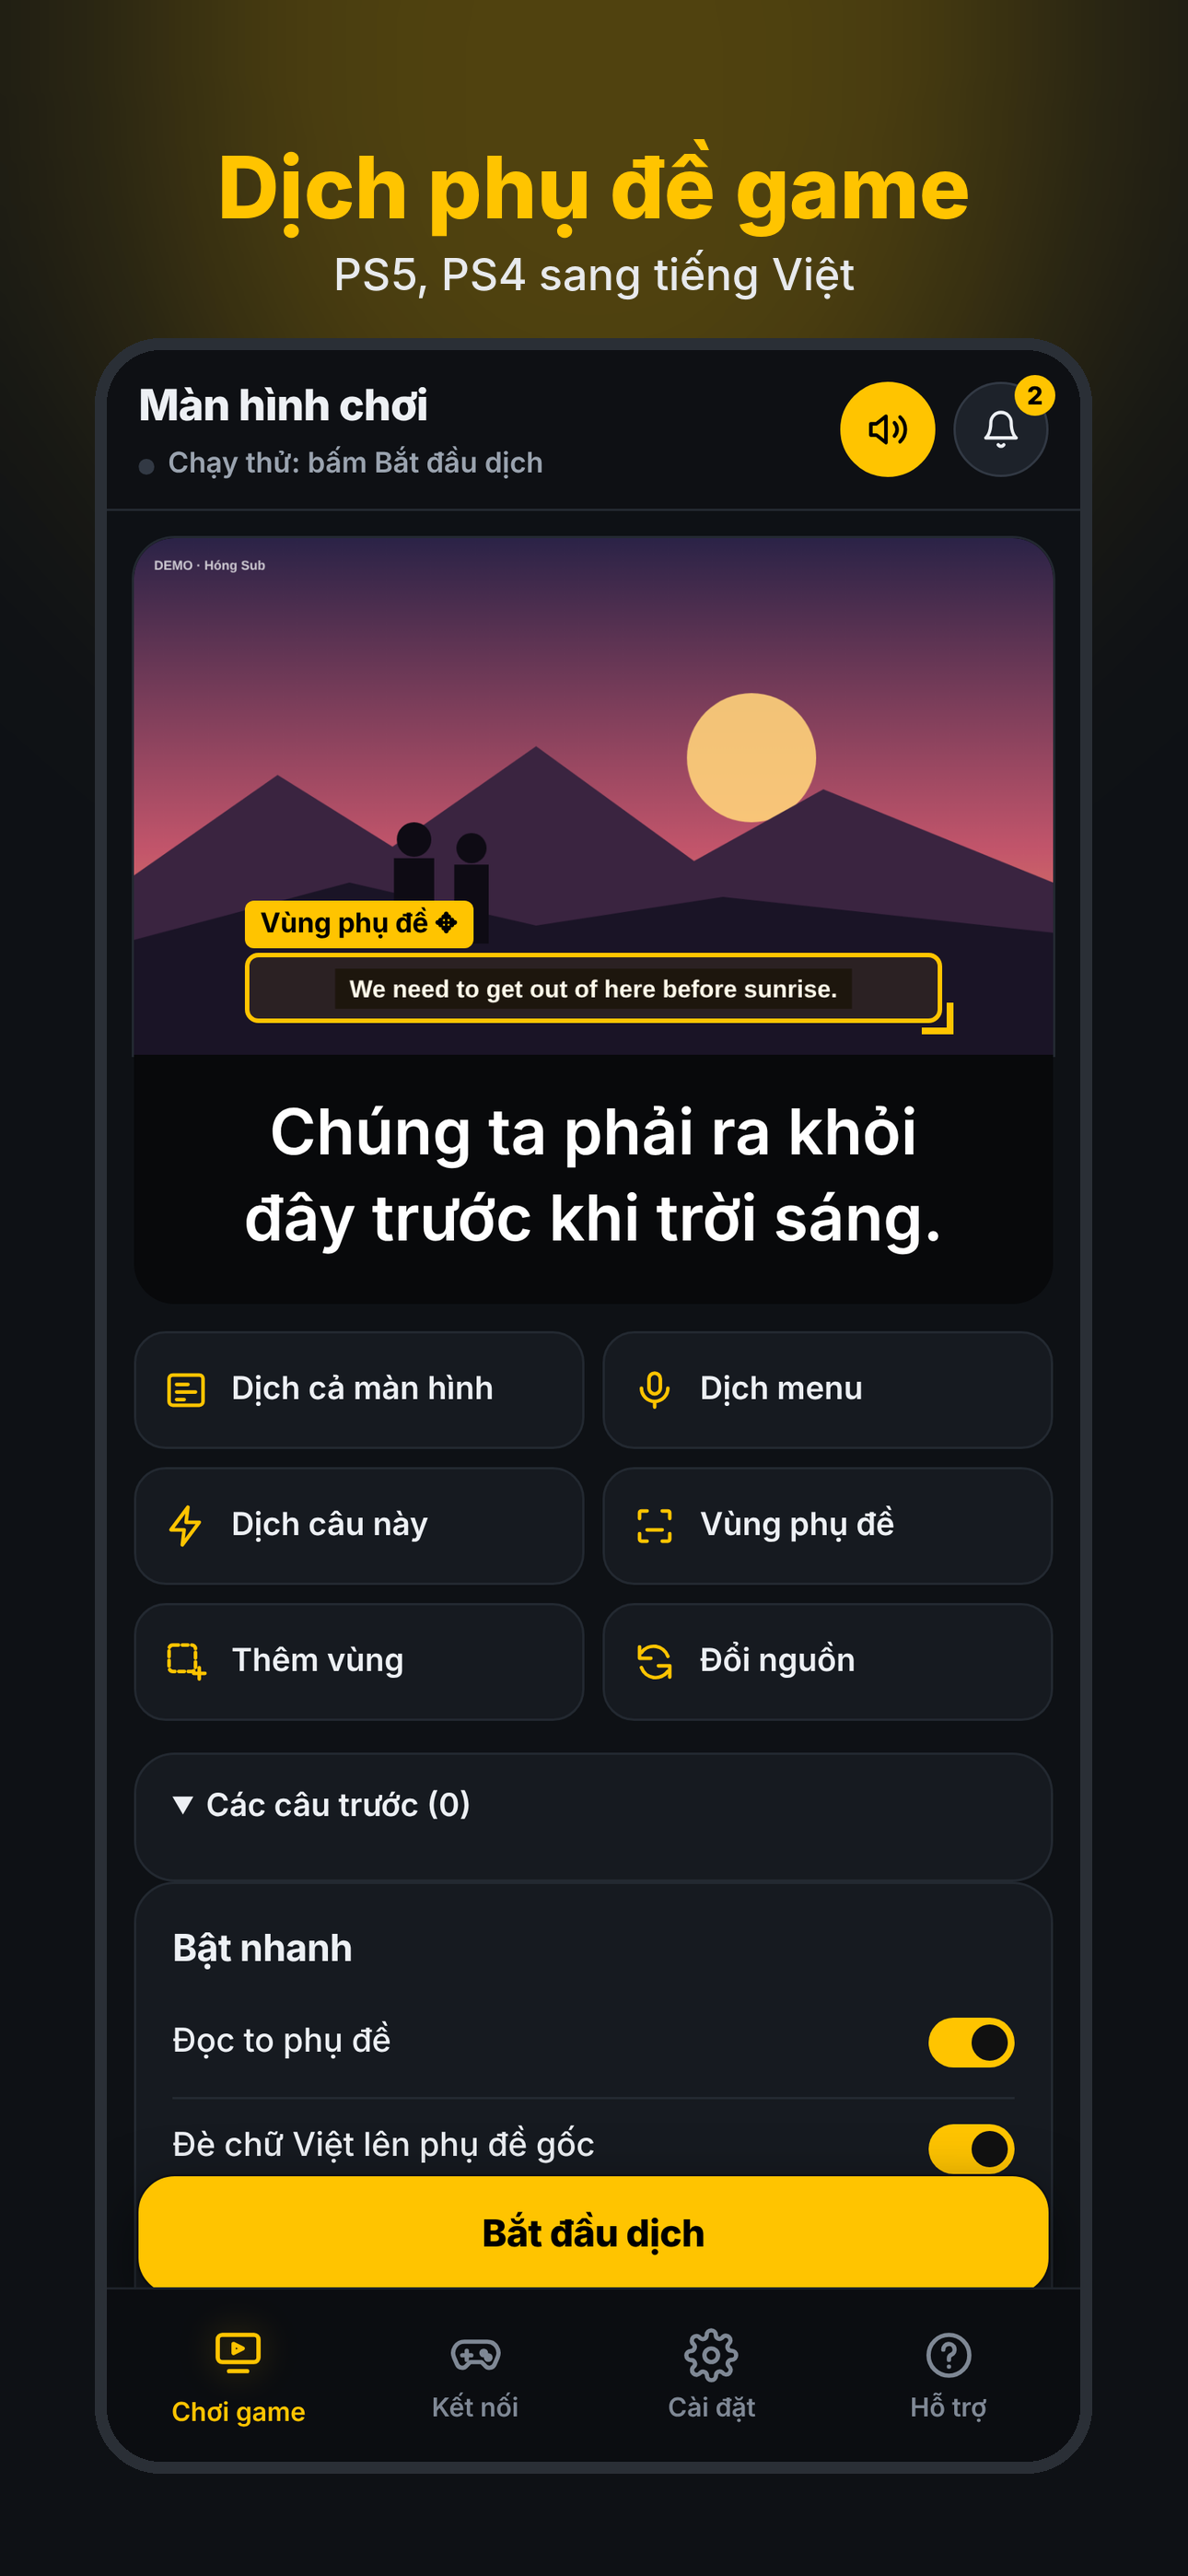 Dịch phụ đề game
PS5, PS4 sang tiếng Việt
Màn hình chơi
2
Chạy thử: bấm Bắt đầu dịch
DEMO · Hóng Sub
Vùng phụ đề
We need to get out of here before sunrise.
Chúng ta phải ra khỏi
đây trước khi trời sáng.
Dịch cả màn hình
Dịch menu
Dịch câu này
Vùng phụ đề
Thêm vùng
Đổi nguồn
Các câu trước (0)
Bật nhanh
Đọc to phụ đề
Đè chữ Việt lên phụ đề gốc
Bắt đầu dịch
Chơi game
Kết nối
Cài đặt
Hỗ trợ